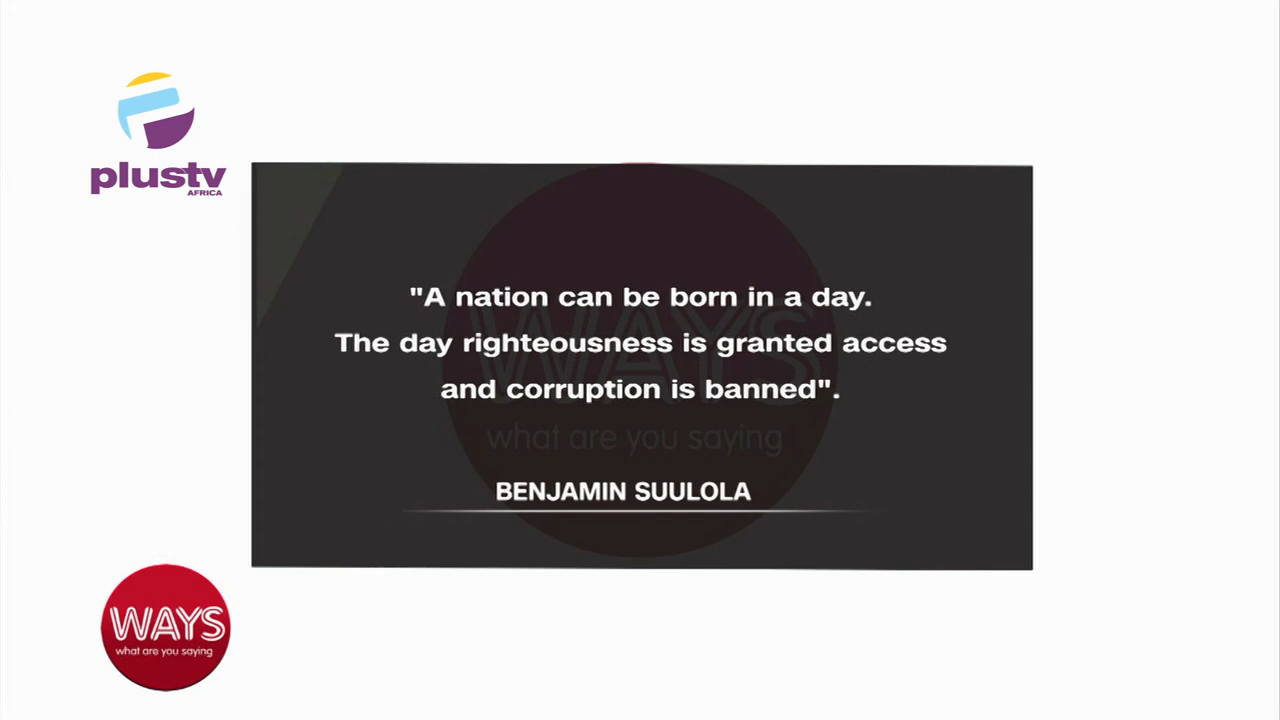 plustv
AFRICA
"A nation can be born in a day.
The day righteousness is granted access
and corruption is banned".
WAYS
what are you saying
BENJAMIN SUULOLA
WAYS
what are you saying